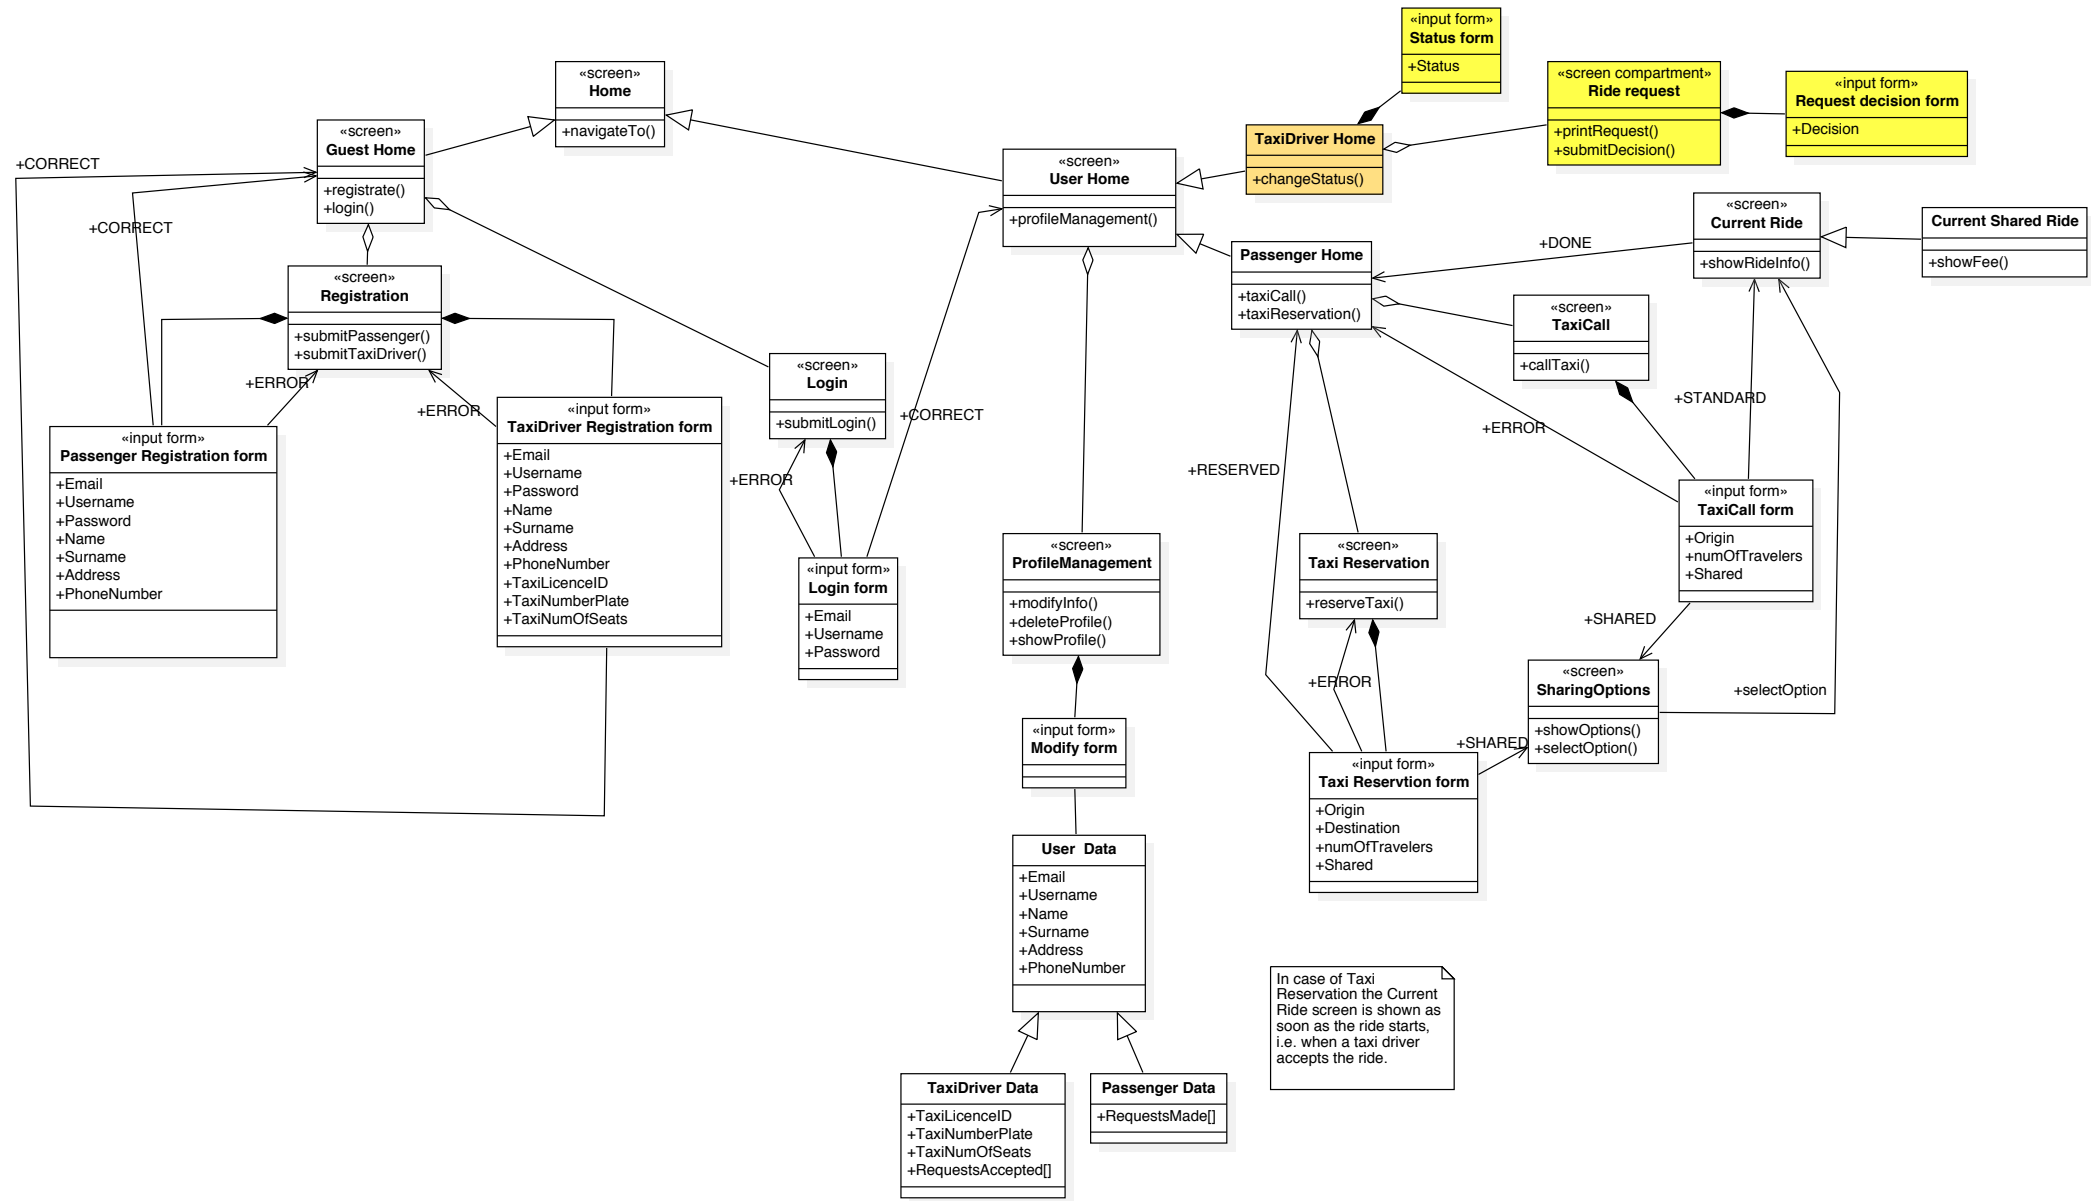 «input form»
Status form
+Status
«screen»
Home
+navigateTo()
«screen compartment»
Ride request
+printRequest()
+submitDecision()
«input form»
Request decision form
+Decision
«screen»
Guest Home
+registrate()
+login()
TaxiDriver Home
+changeStatus()
+CORRECT
+CORRECT
«screen»
User Home
+profileManagement()
«screen»
Current Ride
+showRideInfo()
Current Shared Ride
+showFee()
+DONE
Passenger Home
+taxiCall()
+taxiReservation()
«screen»
Registration
+submitPassenger()
+submitTaxiDriver()
«screen»
TaxiCall
+callTaxi()
«screen»
Login
+submitLogin()
+ERROR
+ERROR
+CORRECT
+STANDARD
+ERROR
+RESERVED
+ERROR
«input form»
Passenger Registration form
+Email
+Username
+Password
+Name
+Surname
+Address
+PhoneNumber
«input form»
TaxiDriver Registration form
+Email
+Username
+Password
+Name
+Surname
+Address
+PhoneNumber
+TaxiLicenceID
+TaxiNumberPlate
+TaxiNumOfSeats
«input form»
Login form
+Email
+Username
+Password
«screen»
ProfileManagement
+modifyInfo()
+deleteProfile()
+showProfile()
«screen»
Taxi Reservation
+reserveTaxi()
«input form»
TaxiCall form
+Origin
+numOfTravelers
+Shared
+SHARED
+ERROR
«screen»
SharingOptions
+showOptions()
+selectOption()
+selectOption
+SHARED
«input form»
Modify form
«input form»
Taxi Reservtion form
+Origin
+Destination
+numOfTravelers
+Shared
User  Data
+Email
+Username
+Name
+Surname
+Address
+PhoneNumber
In case of Taxi
Reservation the Current
Ride screen is shown as
soon as the ride starts,
i.e. when a taxi driver
accepts the ride.
TaxiDriver Data
+TaxiLicenceID
+TaxiNumberPlate
+TaxiNumOfSeats
+RequestsAccepted[]
Passenger Data
+RequestsMade[]